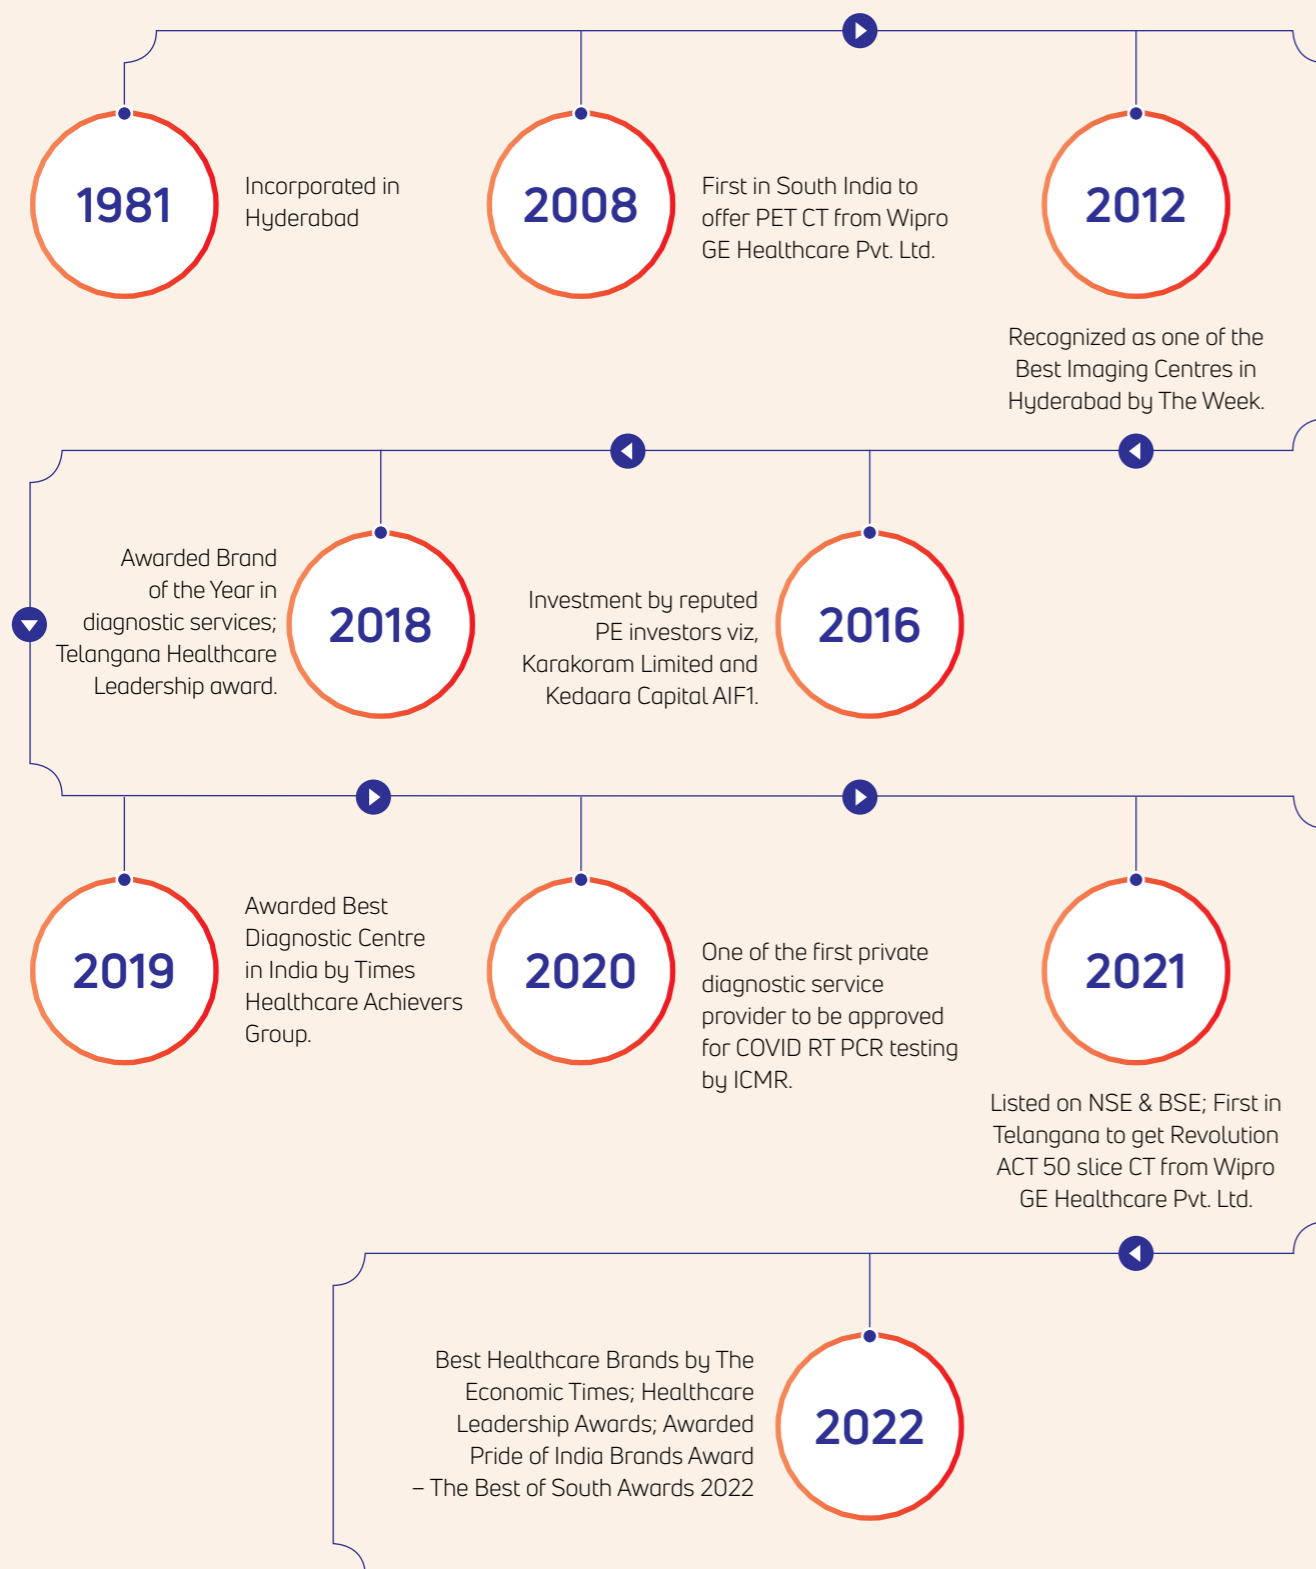 1981
Incorporated in
Hyderabad
2008
First in South India to
offer PET CT from Wipro
GE Healthcare Pvt. Ltd.
2012
Recognized as one of the
Best Imaging Centres in
Hyderabad by The Week.
2016
Investment by reputed
PE investors viz,
Karakoram Limited and
Kedaara Capital AIF1.
2018
Awarded Brand
of the Year in
diagnostic services;
Telangana Healthcare
Leadership award.
2019
Awarded Best
Diagnostic Centre
in India by Times
Healthcare Achievers
Group.
2020
One of the first private
diagnostic service
provider to be approved
for COVID RT PCR testing
by ICMR.
2021
Listed on NSE & BSE; First in
Telangana to get Revolution
ACT 50 slice CT from Wipro
GE Healthcare Pvt. Ltd.
2022
Best Healthcare Brands by The
Economic Times; Healthcare
Leadership Awards; Awarded
Pride of India Brands Award
– The Best of South Awards 2022